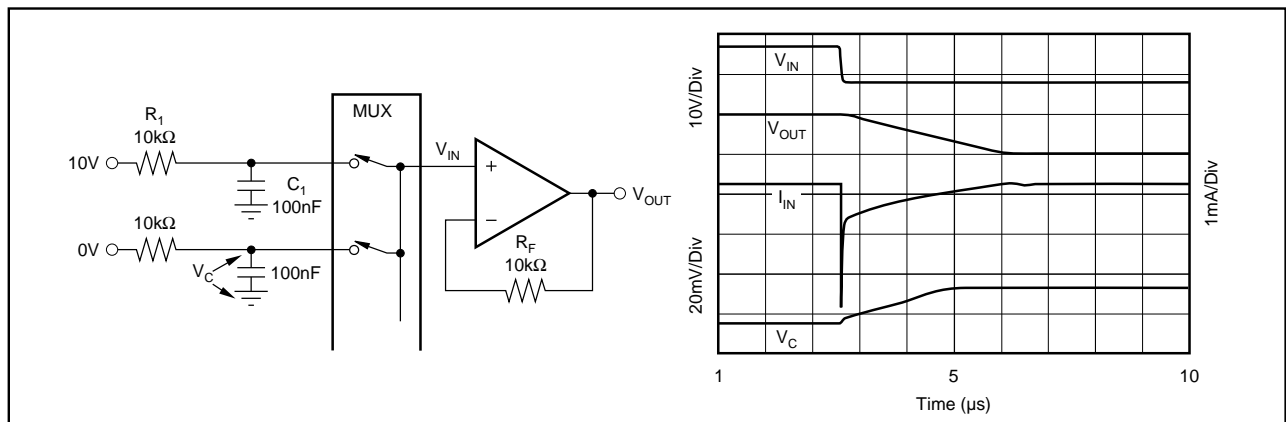 MUX
R1
10kΩ
10V
C1
100nF
10kΩ
0V
VC
100nF
VIN
+
−
VOUT
RF
10kΩ
10V/Div
20mV/Div
VIN
VOUT
IIN
VC
1mA/Div
1 5 10
Time (µs)